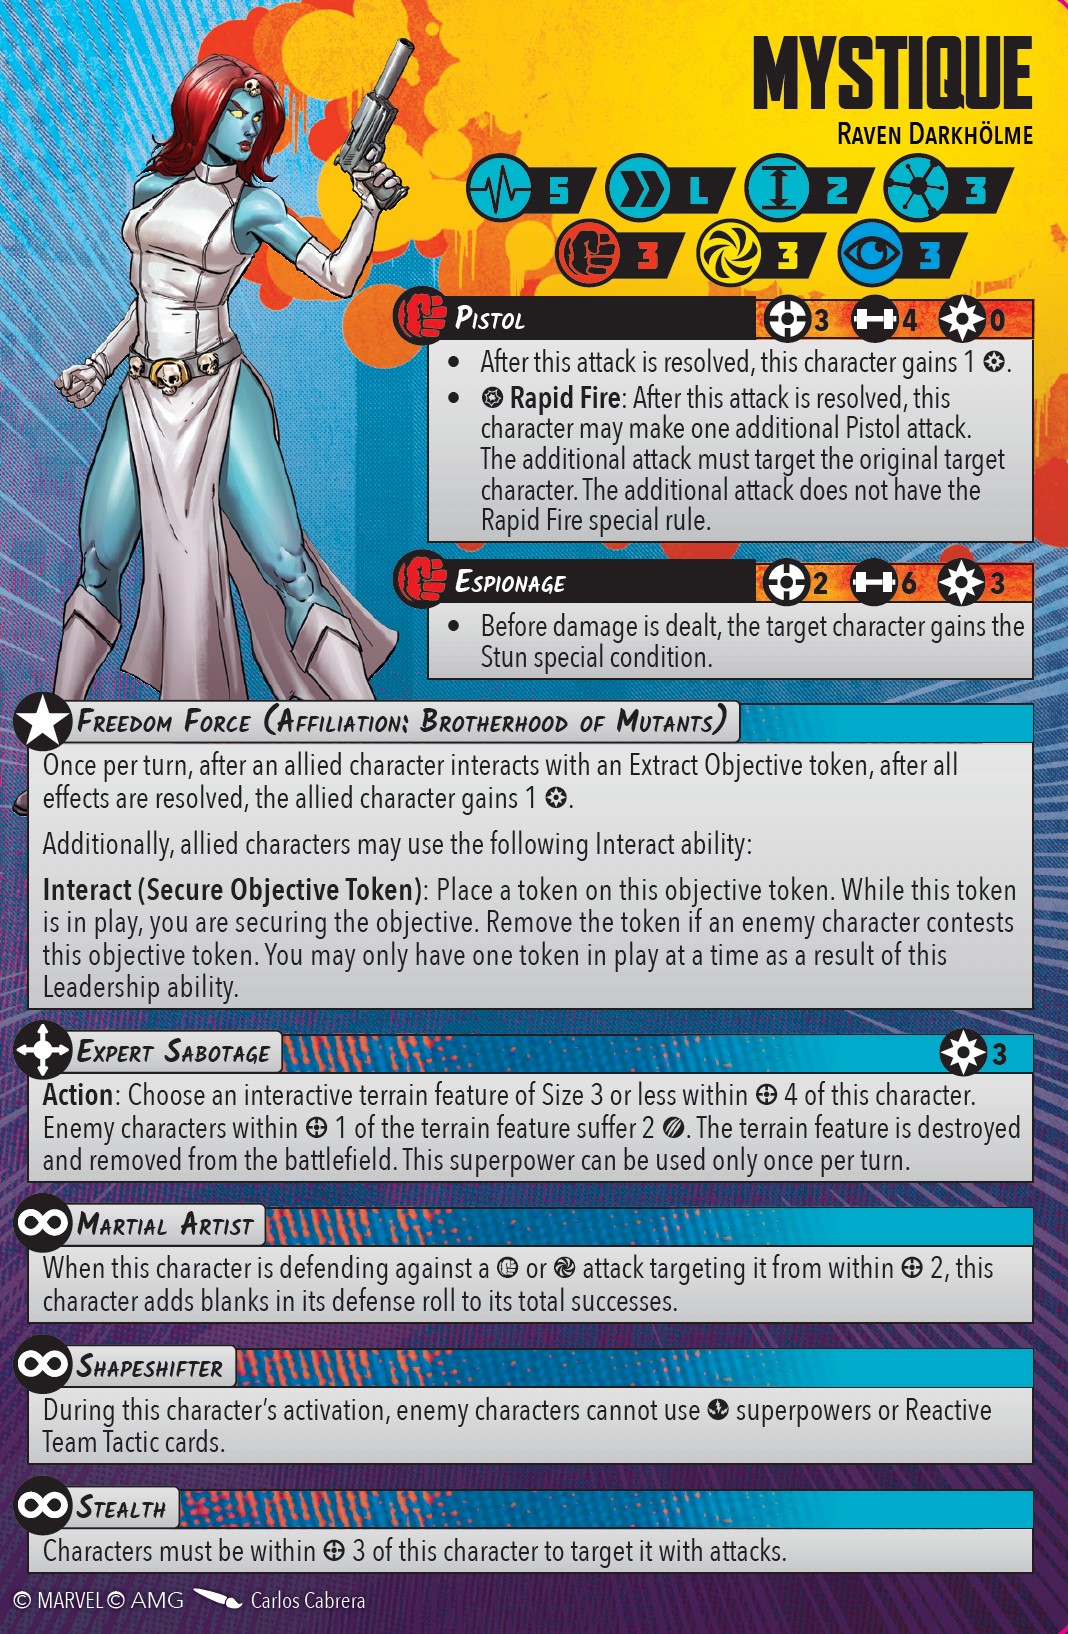 MYSTIQUE
RAVEN DARKHÖLME
5 L 2 3
3 3 3
PISTOL 3 4 0
• After this attack is resolved, this character gains 1 .
• Rapid Fire: After this attack is resolved, this
character may make one additional Pistol attack.
The additional attack must target the original target
character. The additional attack does not have the
Rapid Fire special rule.
ESPIONAGE 2 6 3
• Before damage is dealt, the target character gains the
Stun special condition.
FREEDOM FORCE (AFFILIATION: BROTHERHOOD OF MUTANTS)
Once per turn, after an allied character interacts with an Extract Objective token, after all
effects are resolved, the allied character gains 1 .
Additionally, allied characters may use the following Interact ability:
Interact (Secure Objective Token): Place a token on this objective token. While this token
is in play, you are securing the objective. Remove the token if an enemy character contests
this objective token. You may only have one token in play at a time as a result of this
Leadership ability.
EXPERT SABOTAGE 3
Action: Choose an interactive terrain feature of Size 3 or less within 4 of this character.
Enemy characters within 1 of the terrain feature suffer 2 . The terrain feature is destroyed
and removed from the battlefield. This superpower can be used only once per turn.
MARTIAL ARTIST
When this character is defending against a or attack targeting it from within 2, this
character adds blanks in its defense roll to its total successes.
SHAPESHIFTER
During this character's activation, enemy characters cannot use superpowers or Reactive
Team Tactic cards.
STEALTH
Characters must be within 3 of this character to target it with attacks.
© MARVEL © AMG Carlos Cabrera